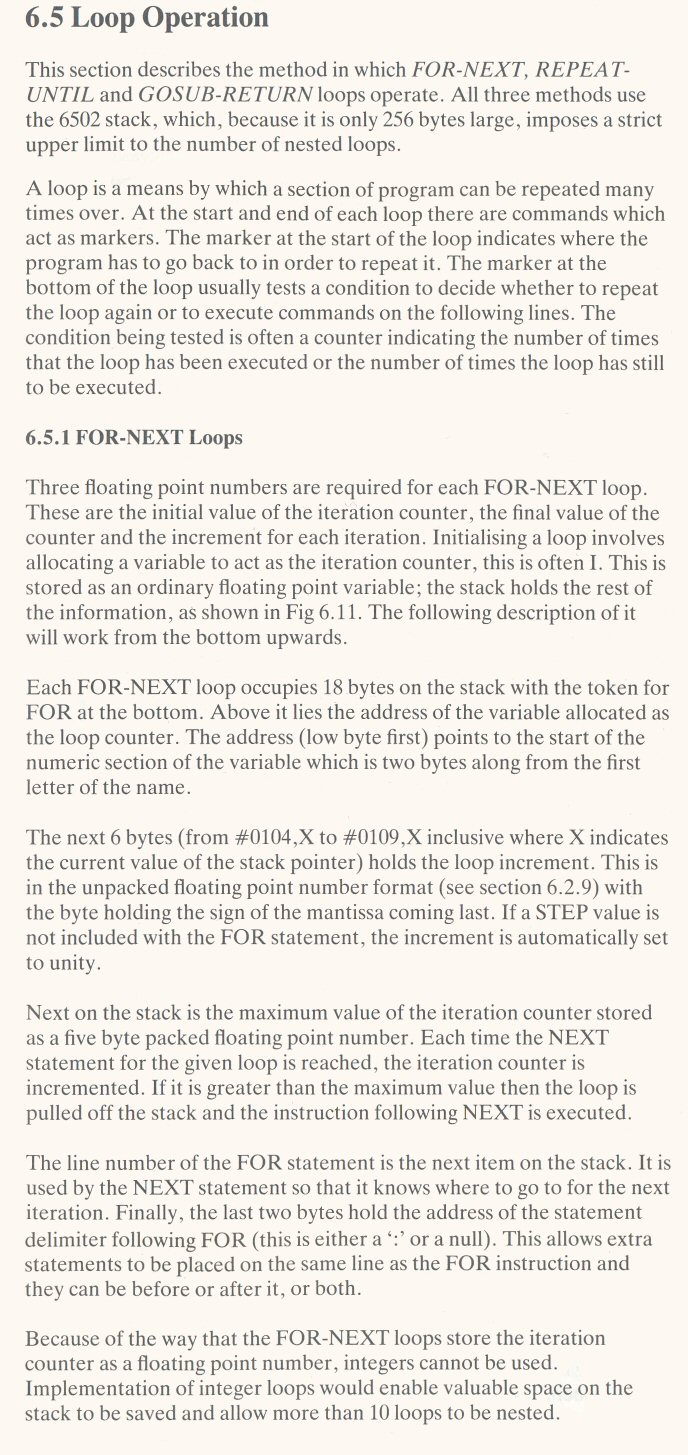 6.5 Loop Operation
This section describes the method in which FOR-NEXT, REPEAT-
UNTIL and GOSUB-RETURN loops operate. All three methods use
the 6502 stack, which, because it is only 256 bytes large, imposes a strict
upper limit to the number of nested loops.
A loop is a means by which a section of program can be repeated many
times over. At the start and end of each loop there are commands which
act as markers. The marker at the start of the loop indicates where the
program has to go back to in order to repeat it. The marker at the
bottom of the loop usually tests a condition to decide whether to repeat
the loop again or to execute commands on the following lines. The
condition being tested is often a counter indicating the number of times
that the loop has been executed or the number of times the loop has still
to be executed.
6.5.1 FOR-NEXT Loops
Three floating point numbers are required for each FOR-NEXT loop.
These are the initial value of the iteration counter, the final value of the
counter and the increment for each iteration. Initialising a loop involves
allocating a variable to act as the iteration counter, this is often I. This is
stored as an ordinary floating point variable; the stack holds the rest of
the information, as shown in Fig 6.11. The following description of it
will work from the bottom upwards.
Each FOR-NEXT loop occupies 18 bytes on the stack with the token for
FOR at the bottom. Above it lies the address of the variable allocated as
the loop counter. The address (low byte first) points to the start of the
numeric section of the variable which is two bytes along from the first
letter of the name.
The next 6 bytes (from #0104,X to #0109,X inclusive where X indicates
the current value of the stack pointer) holds the loop increment. This is
in the unpacked floating point number format (see section 6.2.9) with
the byte holding the sign of the mantissa coming last. If a STEP value is
not included with the FOR statement, the increment is automatically set
to unity.
Next on the stack is the maximum value of the iteration counter stored
as a five byte packed floating point number. Each time the NEXT
statement for the given loop is reached, the iteration counter is
incremented. If it is greater than the maximum value then the loop is
pulled off the stack and the instruction following NEXT is executed.
The line number of the FOR statement is the next item on the stack. It is
used by the NEXT statement so that it knows where to go to for the next
iteration. Finally, the last two bytes hold the address of the statement
delimiter following FOR (this is either a ‘:’ or a null). This allows extra
statements to be placed on the same line as the FOR instruction and
they can be before or after it, or both.
Because of the way that the FOR-NEXT loops store the iteration
counter as a floating point number, integers cannot be used.
Implementation of integer loops would enable valuable space on the
stack to be saved and allow more than 10 loops to be nested.